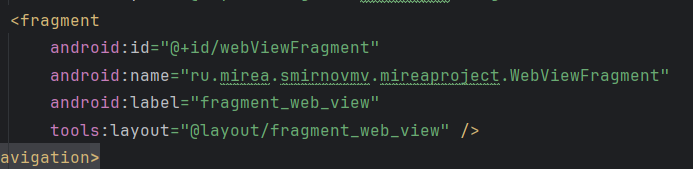 <fragment
android:id="@+id/webViewFragment"
android:name="ru.mirea.smirnovmv.mireaproject.WebViewFragment"
android:label="fragment_web_view"
tools:layout="@layout/fragment_web_view" />
avigation>